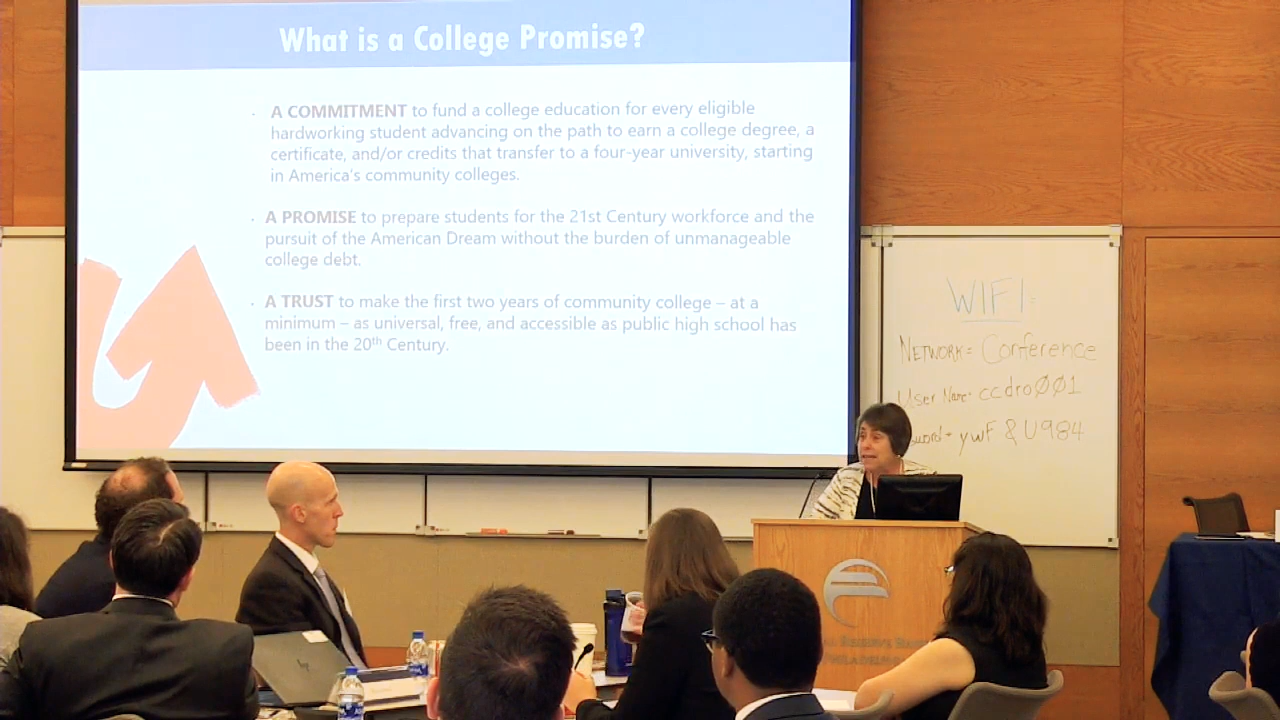 What is a College Promise?
A COMMITMENT to fund a college education for every eligible
hardworking student advancing on the path to earn a college degree, a
certificate, and/or credits that transfer to a four-year university, starting
in America's community colleges.
A PROMISE to prepare students for the 21st Century workforce and the
pursuit of the American Dream without the burden of unmanageable
college debt.
A TRUST to make the first two years of community college – at a
minimum – as universal, free, and accessible as public high school has
been in the 20th Century.
WIFI:
NETWORK= Conference
User Name= ccdro001
sword= ywF&U984
AL RESERVE BAN
PHILADELPH